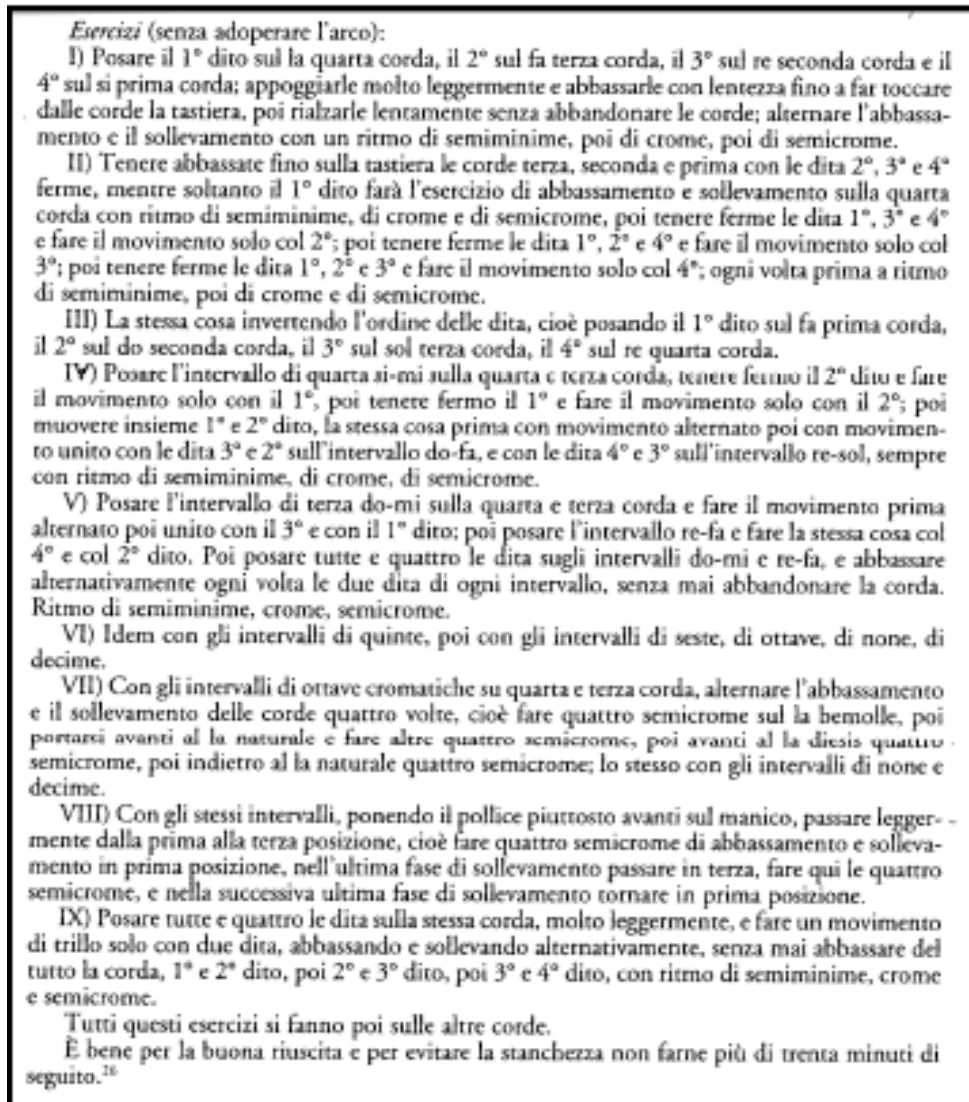 Esercizi (senza adoperare l'arco):
I) Posare il 1° dito sul la quarta corda, il 2° sul fa terza corda, il 3° sul re seconda corda e il
4° sul si prima corda; appoggiarle molto leggermente e abbassarle con lentezza fino a far toccare
dalle corde la tastiera, poi rialzarle lentamente senza abbandonare le corde; alternare l'abbassa-
mento e il sollevamento con un ritmo di semiminime, poi di crome, poi di semicrome.
II) Tenere abbassate fino sulla tastiera le corde terza, seconda e prima con le dita 2°, 3° e 4°
ferme, mentre soltanto il 1° dito farà l'esercizio di abbassamento e sollevamento sulla quarta
corda con ritmo di semiminime, di crome e di semicrome, poi tenere ferme le dita 1°, 3° e 4°
e fare il movimento solo col 2°; poi tenere ferme le dita 1°, 2° e 4° e fare il movimento solo col
3°; poi tenere ferme le dita 1°, 2° e 3° e fare il movimento solo col 4°; ogni volta prima a ritmo
di semiminime, poi di crome e di semicrome.
III) La stessa cosa invertendo l'ordine delle dita, cioè posando il 1° dito sul fa prima corda,
il 2° sul do seconda corda, il 3° sul sol terza corda, il 4° sul re quarta corda.
IV) Posare l'intervallo di quarta si-mi sulla quarta e terza corda, tenere fermo il 2° dito e fare
il movimento solo con il 1°, poi tenere fermo il 1° e fare il movimento solo con il 2°; poi
muovere insieme 1° e 2° dito, la stessa cosa prima con movimento alternato poi con movimen-
to unito con le dita 3° e 2° sull'intervallo do-fa, e con le dita 4° e 3° sull'intervallo re-sol, sempre
con ritmo di semiminime, di crome, di semicrome.
V) Posare l'intervallo di terza do-mi sulla quarta e terza corda e fare il movimento prima
alternato poi unito con il 3° e con il 1° dito; poi posare l'intervallo re-fa e fare la stessa cosa col
4° e col 2° dito. Poi posare tutte e quattro le dita sugli intervalli do-mi e re-fa, e abbassare
alternativamente ogni volta le due dita di ogni intervallo, senza mai abbandonare la corda.
Ritmo di semiminime, crome, semicrome.
VI) Idem con gli intervalli di quinte, poi con gli intervalli di seste, di ottave, di none, di
decime.
VII) Con gli intervalli di ottave cromatiche su quarta e terza corda, alternare l'abbassamento
e il sollevamento delle corde quattro volte, cioè fare quattro semicrome sul la bemolle, poi
portarsi avanti al la naturale e fare altre quattro semicrome, poi avanti al la diesis quattro
semicrome, poi indietro al la naturale quattro semicrome; lo stesso con gli intervalli di none e
decime.
VIII) Con gli stessi intervalli, ponendo il pollice piuttosto avanti sul manico, passare legger-
mente dalla prima alla terza posizione, cioè fare quattro semicrome di abbassamento e solleva-
mento in prima posizione, nell'ultima fase di sollevamento passare in terza, fare qui le quattro
semicrome, e nella successiva ultima fase di sollevamento tornare in prima posizione.
IX) Posare tutte e quattro le dita sulla stessa corda, molto leggermente, e fare un movimento
di trillo solo con due dita, abbassando e sollevando alternativamente, senza mai abbassare del
tutto la corda, 1° e 2° dito, poi 2° e 3° dito, poi 3° e 4° dito, con ritmo di semiminime, crome
e semicrome.
Tutti questi esercizi si fanno poi sulle altre corde.
È bene per la buona riuscita e per evitare la stanchezza non farne più di trenta minuti di
seguito.²⁶